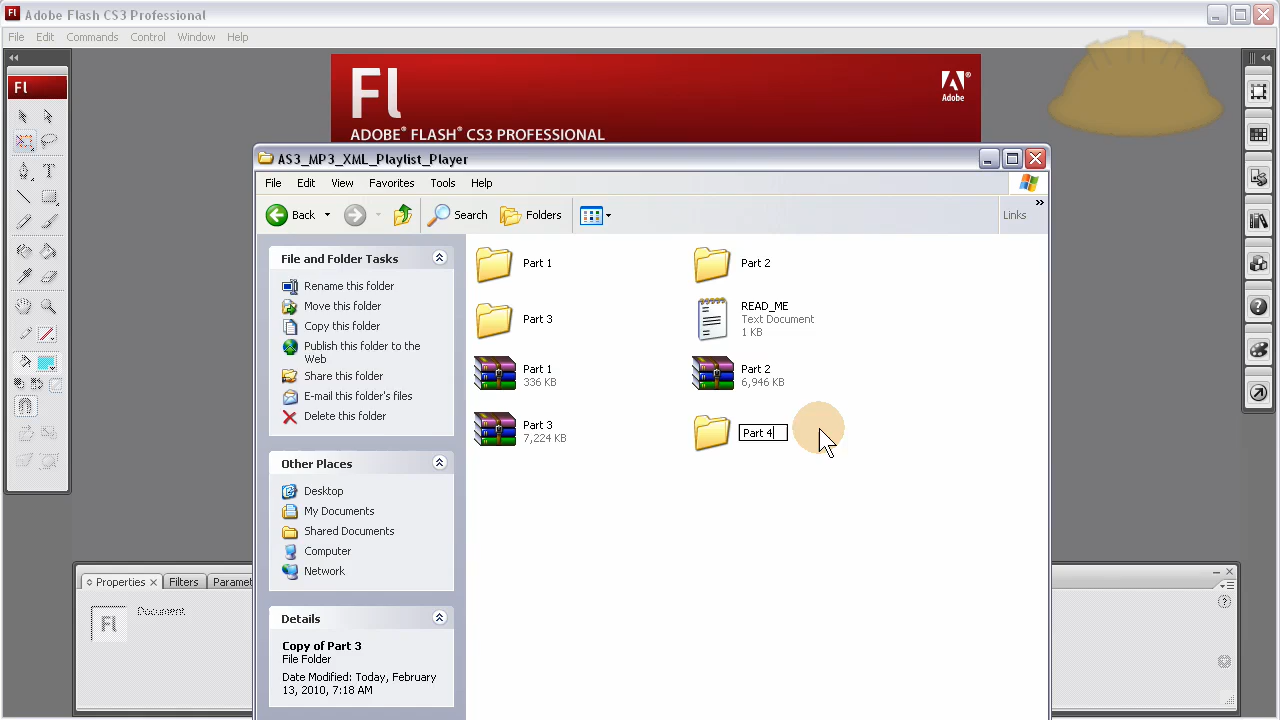 Fl Adobe Flash CS3 Professional
File Edit Commands Control Window Help
Fl
Fl
Adobe®
ADOBE® FLASH® CS3 PROFESSIONAL
AS3_MP3_XML_Playlist_Player
File Edit View Favorites Tools Help
Back Search Folders Links
File and Folder Tasks
Rename this folder
Move this folder
Copy this folder
Publish this folder to the
Web
Share this folder
E-mail this folder's files
Delete this folder
Other Places
Desktop
My Documents
Shared Documents
Computer
Network
Details
Copy of Part 3
File Folder
Date Modified: Today, February
13, 2010, 7:18 AM
Part 1
Part 2
Part 3
READ_ME
Text Document
1 KB
Part 1
336 KB
Part 2
6,946 KB
Part 3
7,224 KB
Part 4
Properties Filters Paramet
Fl
Document